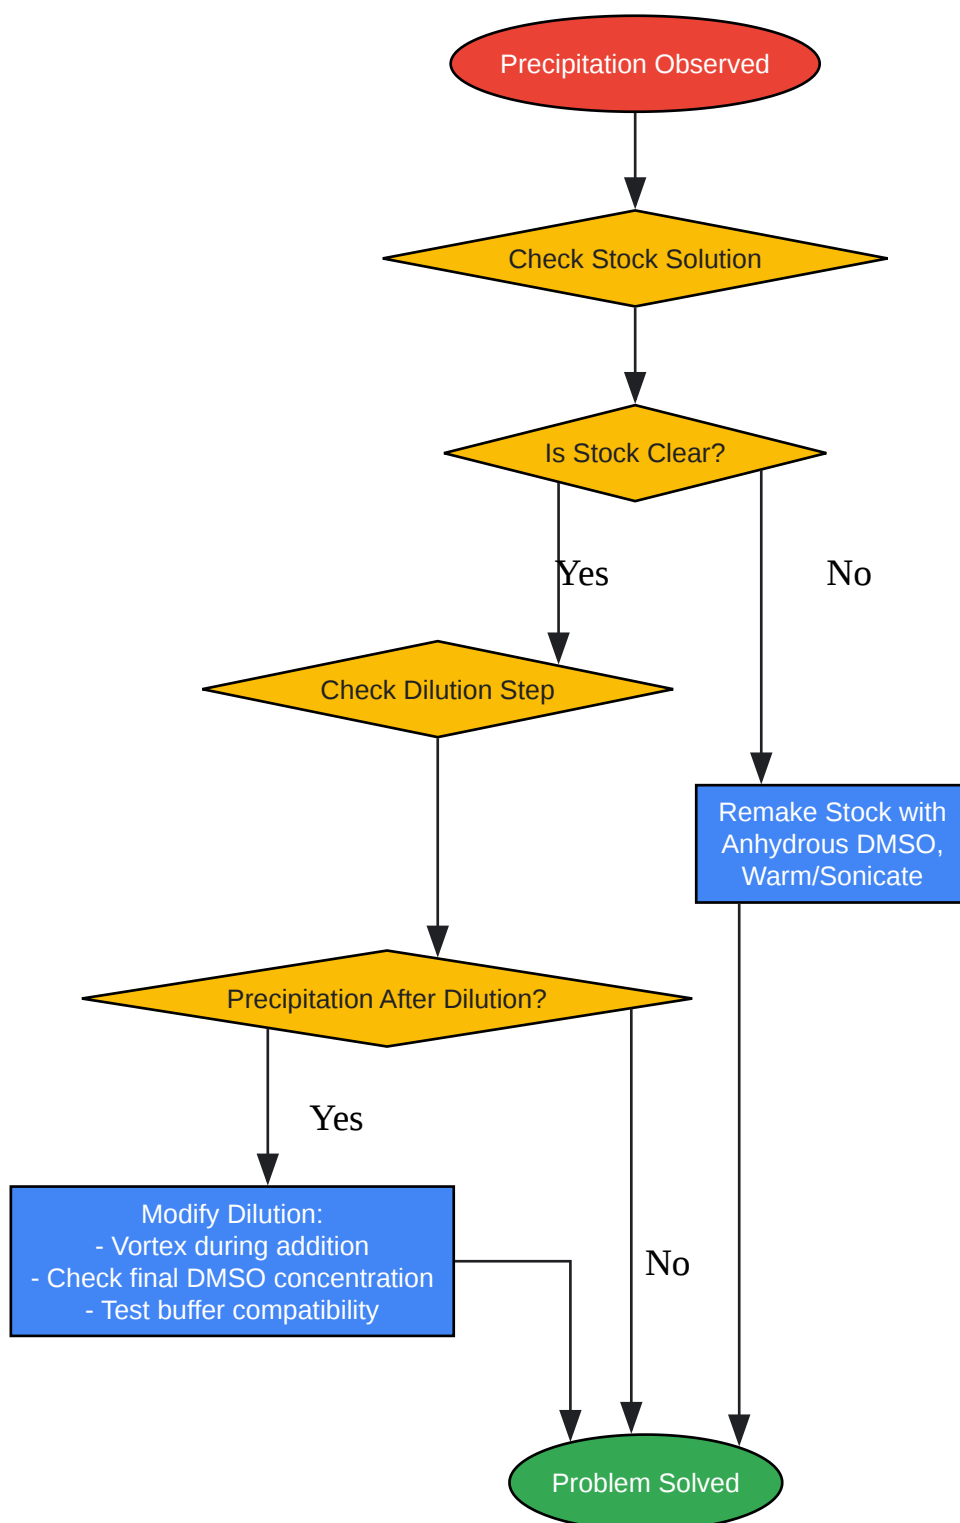 Precipitation Observed
Check Stock Solution
Is Stock Clear?
Yes
No
Check Dilution Step
Remake Stock with
Anhydrous DMSO,
Warm/Sonicate
Precipitation After Dilution?
Yes
Modify Dilution:
- Vortex during addition
- Check final DMSO concentration
- Test buffer compatibility
No
Problem Solved